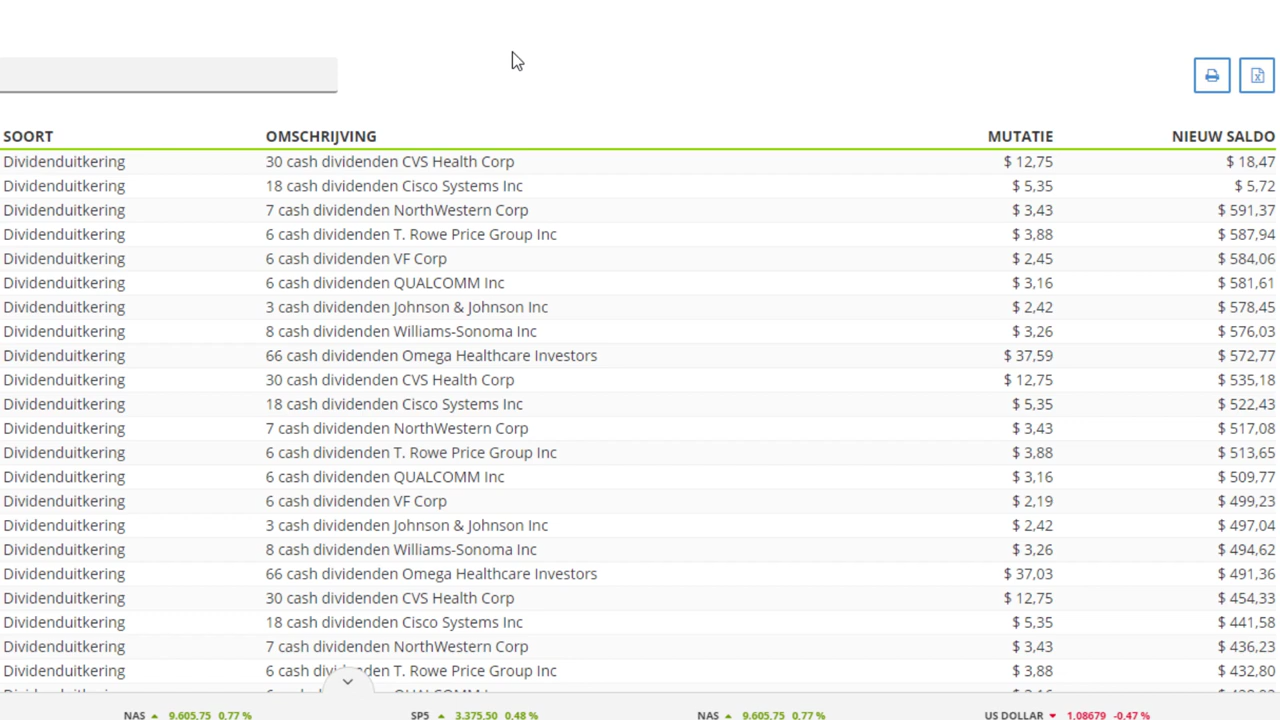 SOORT OMSCHRIJVING MUTATIE NIEUW SALDO
Dividenduitkering 30 cash dividenden CVS Health Corp $ 12,75 $ 18,47
Dividenduitkering 18 cash dividenden Cisco Systems Inc $ 5,35 $ 5,72
Dividenduitkering 7 cash dividenden NorthWestern Corp $ 3,43 $ 591,37
Dividenduitkering 6 cash dividenden T. Rowe Price Group Inc $ 3,88 $ 587,94
Dividenduitkering 6 cash dividenden VF Corp $ 2,45 $ 584,06
Dividenduitkering 6 cash dividenden QUALCOMM Inc $ 3,16 $ 581,61
Dividenduitkering 3 cash dividenden Johnson & Johnson Inc $ 2,42 $ 578,45
Dividenduitkering 8 cash dividenden Williams-Sonoma Inc $ 3,26 $ 576,03
Dividenduitkering 66 cash dividenden Omega Healthcare Investors $ 37,59 $ 572,77
Dividenduitkering 30 cash dividenden CVS Health Corp $ 12,75 $ 535,18
Dividenduitkering 18 cash dividenden Cisco Systems Inc $ 5,35 $ 522,43
Dividenduitkering 7 cash dividenden NorthWestern Corp $ 3,43 $ 517,08
Dividenduitkering 6 cash dividenden T. Rowe Price Group Inc $ 3,88 $ 513,65
Dividenduitkering 6 cash dividenden QUALCOMM Inc $ 3,16 $ 509,77
Dividenduitkering 6 cash dividenden VF Corp $ 2,19 $ 499,23
Dividenduitkering 3 cash dividenden Johnson & Johnson Inc $ 2,42 $ 497,04
Dividenduitkering 8 cash dividenden Williams-Sonoma Inc $ 3,26 $ 494,62
Dividenduitkering 66 cash dividenden Omega Healthcare Investors $ 37,03 $ 491,36
Dividenduitkering 30 cash dividenden CVS Health Corp $ 12,75 $ 454,33
Dividenduitkering 18 cash dividenden Cisco Systems Inc $ 5,35 $ 441,58
Dividenduitkering 7 cash dividenden NorthWestern Corp $ 3,43 $ 436,23
Dividenduitkering 6 cash dividenden T. Rowe Price Group Inc $ 3,88 $ 432,80
NAS 9.605,75 0,77 % SP5 3.375,50 0,48 % NAS 9.605,75 0,77 % US DOLLAR 1,08679 -0,47 %